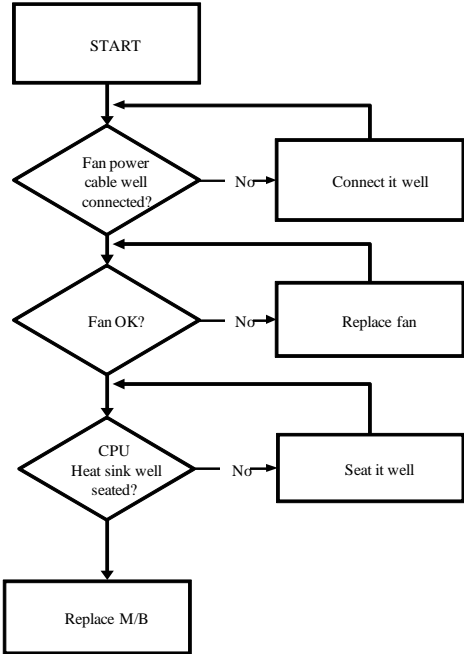 START
Fan power
cable well
connected?
No
Connect it well
Fan OK?
No
Replace fan
CPU
Heat sink well
seated?
No
Seat it well
Replace M/B